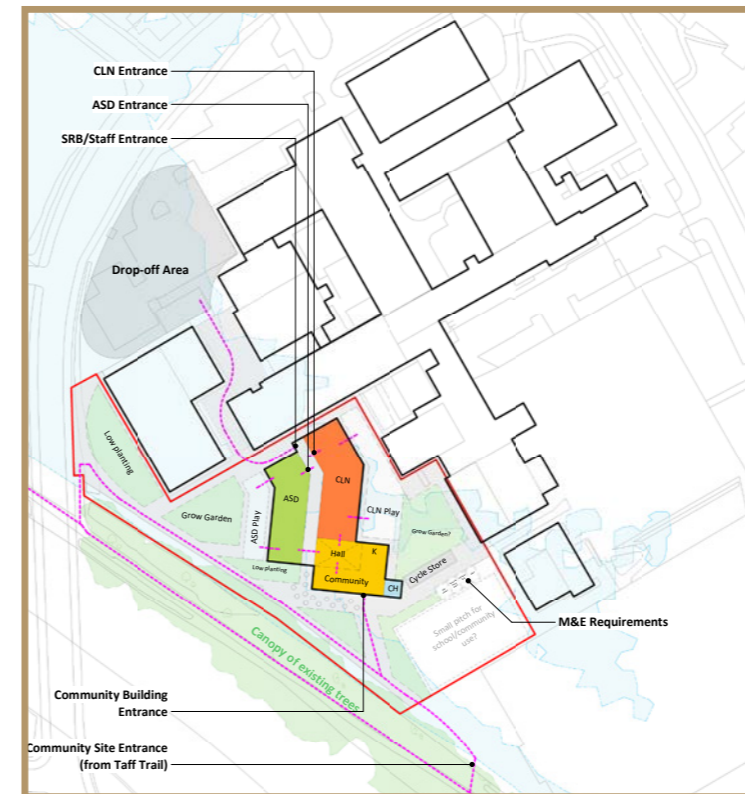 CLN Entrance
ASD Entrance
SRB/Staff Entrance
Drop-off Area
Low planting
Grow Garden
ASD Play
ASD
CLN
CLN Play
Grow Garden?
Hall
K
Community
CH
Cycle Store
Low planting
M&E Requirements
Small pitch for
school/community
use?
Canopy of existing trees
Community Building
Entrance
Community Site Entrance
(from Taff Trail)